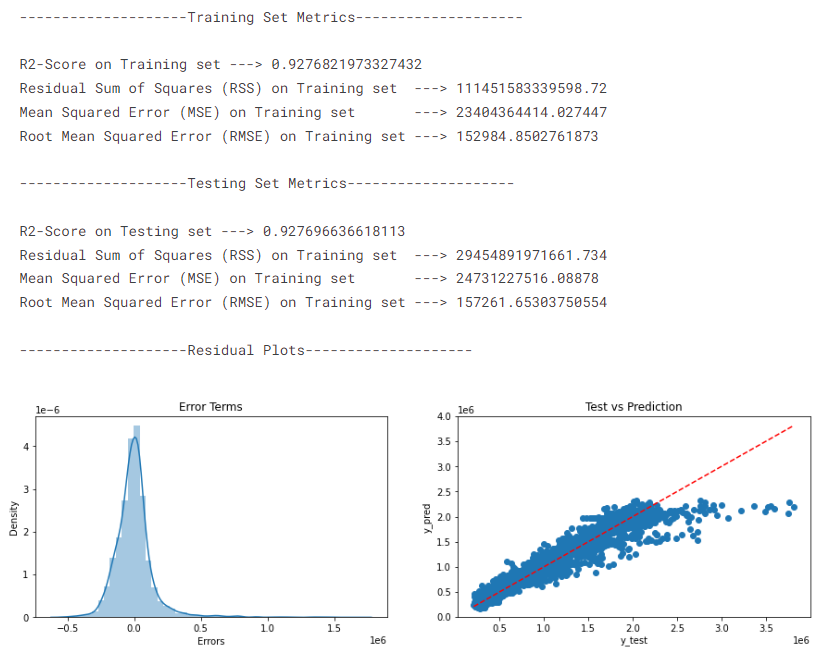 --------------------Training Set Metrics--------------------
R2-Score on Training set ---> 0.9276821973327432
Residual Sum of Squares (RSS) on Training set ---> 111451583339598.72
Mean Squared Error (MSE) on Training set ---> 23404364414.027447
Root Mean Squared Error (RMSE) on Training set ---> 152984.8502761873
--------------------Testing Set Metrics--------------------
R2-Score on Testing set ---> 0.927696636618113
Residual Sum of Squares (RSS) on Training set ---> 29454891971661.734
Mean Squared Error (MSE) on Training set ---> 24731227516.08878
Root Mean Squared Error (RMSE) on Training set ---> 157261.65303750554
--------------------Residual Plots--------------------
Error Terms
1e−6
4
3
2
1
0
Density
−0.5 0.0 0.5 1.0 1.5
1e6
Errors
Test vs Prediction
1e6
4.0
3.5
3.0
2.5
2.0
1.5
1.0
0.5
0.0
y_pred
0.5 1.0 1.5 2.0 2.5 3.0 3.5
1e6
y_test